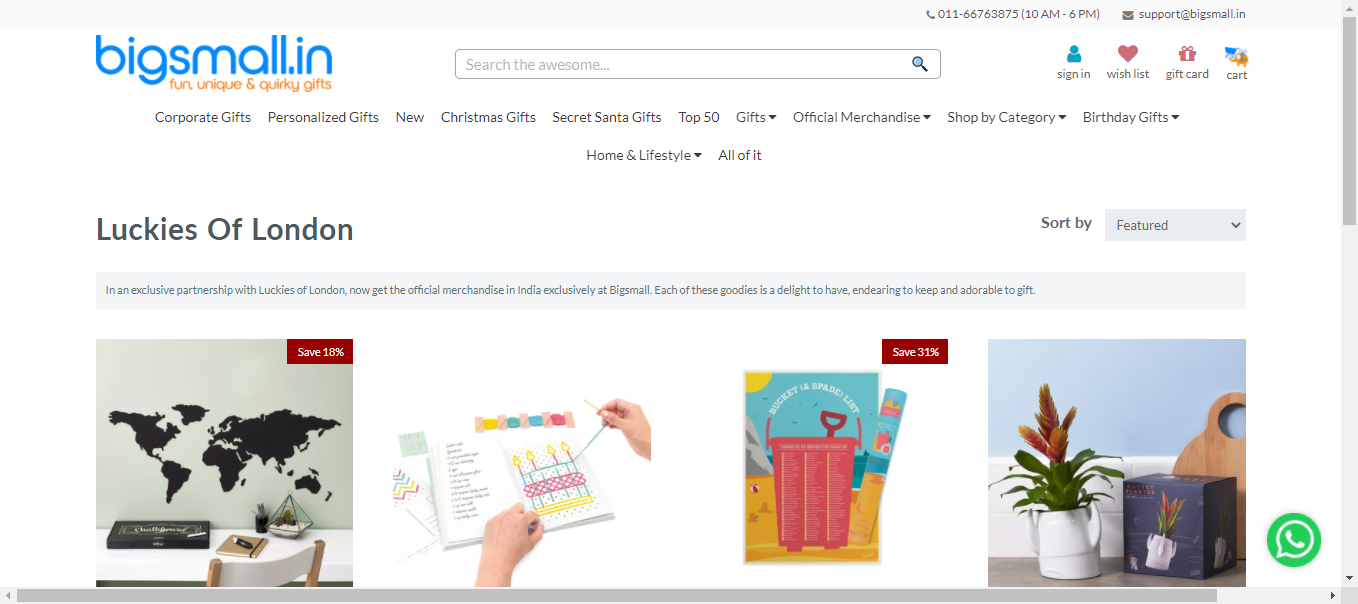 011-66763875 (10 AM - 6 PM) support@bigsmall.in
bigsmall.in
fun, unique & quirky gifts
Search the awesome...
sign in wish list gift card cart
Corporate Gifts Personalized Gifts New Christmas Gifts Secret Santa Gifts Top 50 Gifts Official Merchandise Shop by Category Birthday Gifts
Home & Lifestyle All of it
Luckies Of London
Sort by Featured
In an exclusive partnership with Luckies of London, now get the official merchandise in India exclusively at Bigsmall. Each of these goodies is a delight to have, endearing to keep and adorable to gift.
Save 18%
Save 31%
BUCKET (& SPADE) LIST
Chalkboard